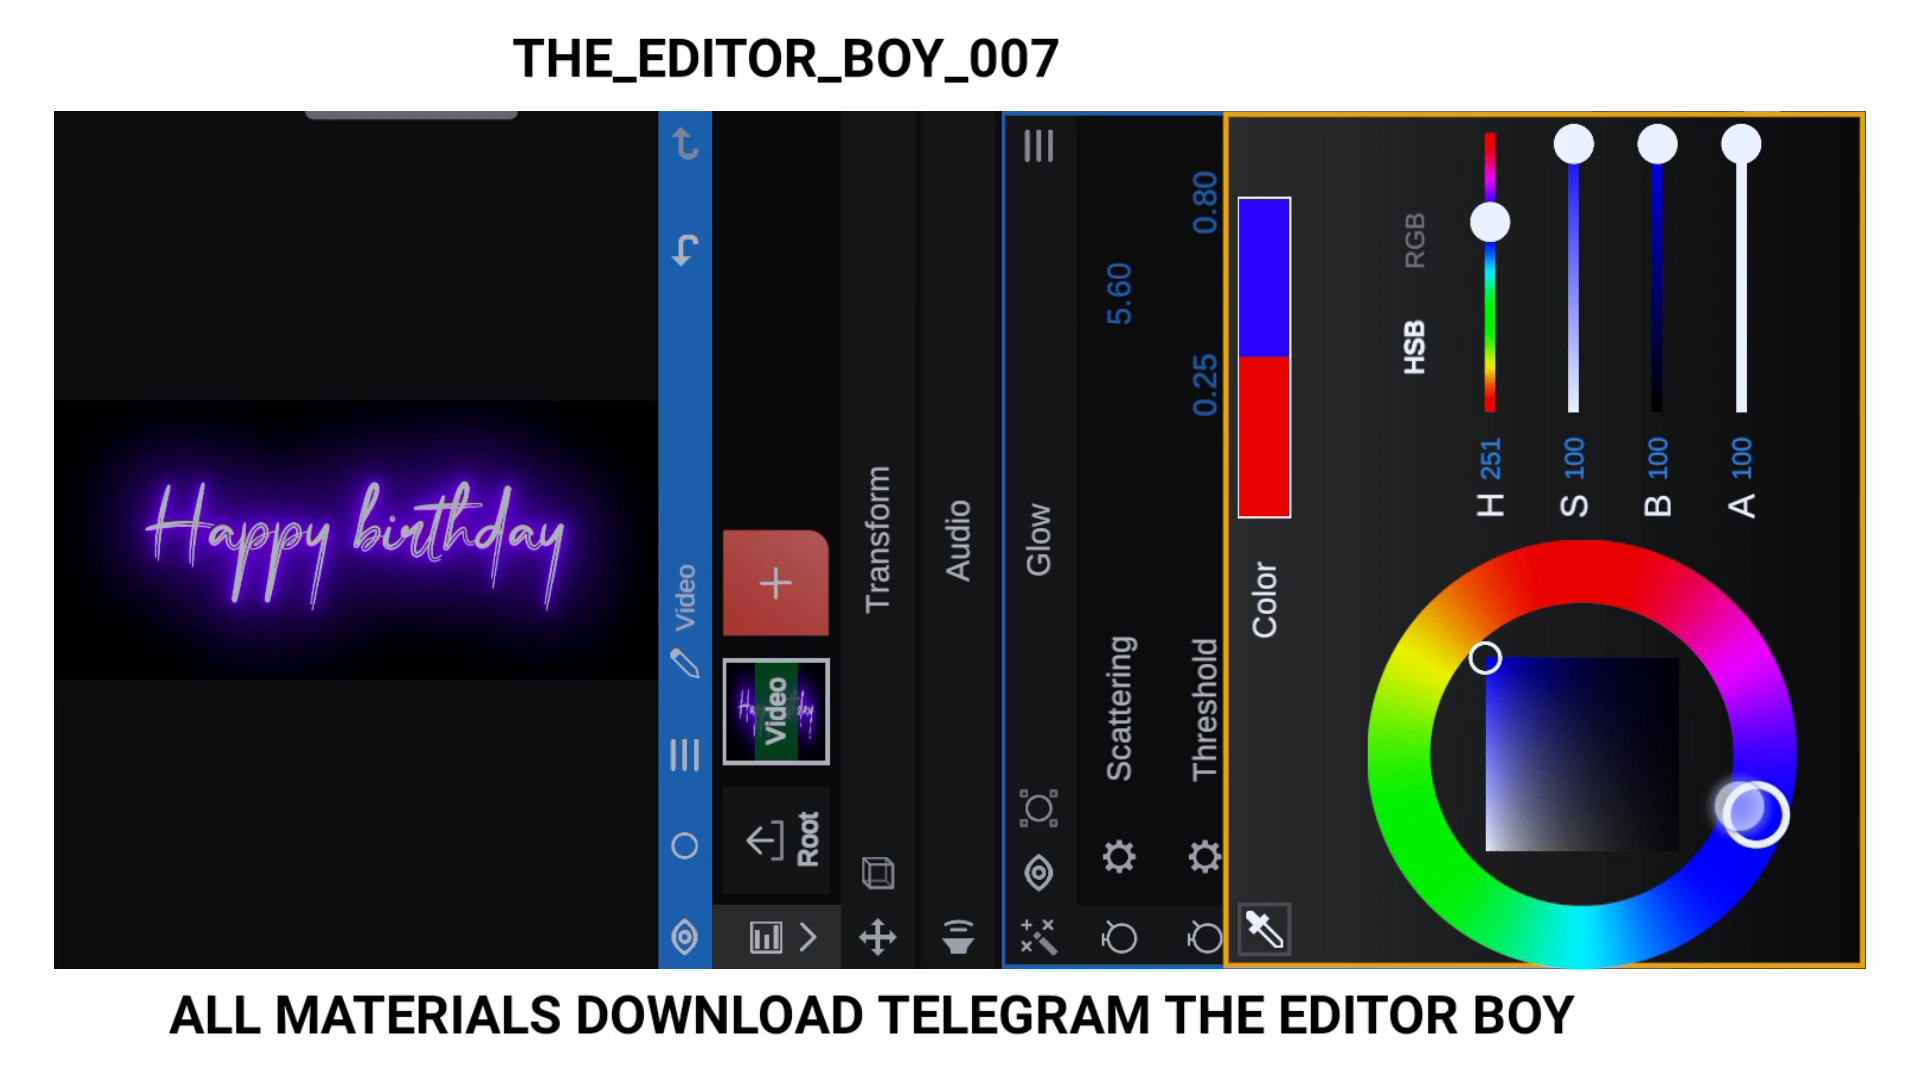 THE_EDITOR_BOY_007
Happy birthday
Video
Video
Root
Transform
Audio
Glow
Scattering 5.60
Threshold 0.25 0.80
Color
HSB RGB
H 251
S 100
B 100
A 100
ALL MATERIALS DOWNLOAD TELEGRAM THE EDITOR BOY